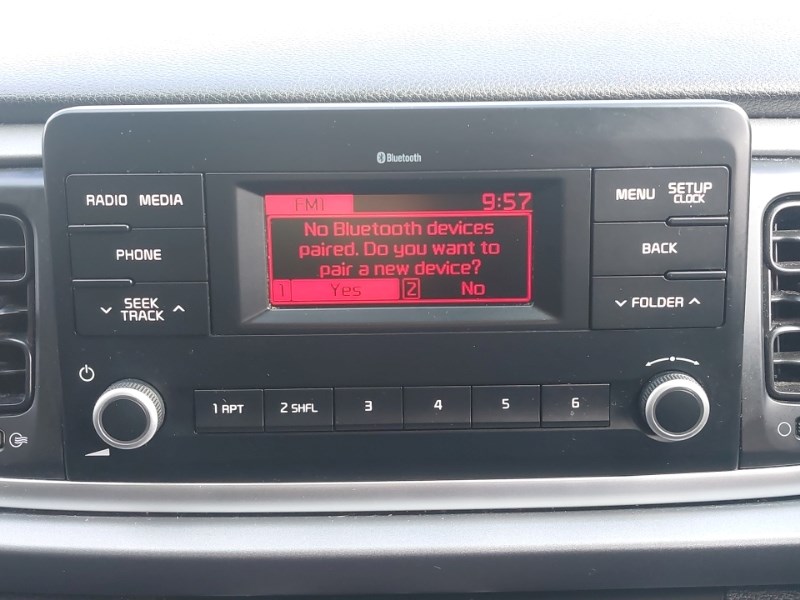 Bluetooth
RADIO MEDIA
PHONE
SEEK
TRACK
FM1 9:57
No Bluetooth devices
paired. Do you want to
pair a new device?
1 Yes 2 No
MENU SETUP
CLOCK
BACK
FOLDER
1 RPT 2 SHFL 3 4 5 6